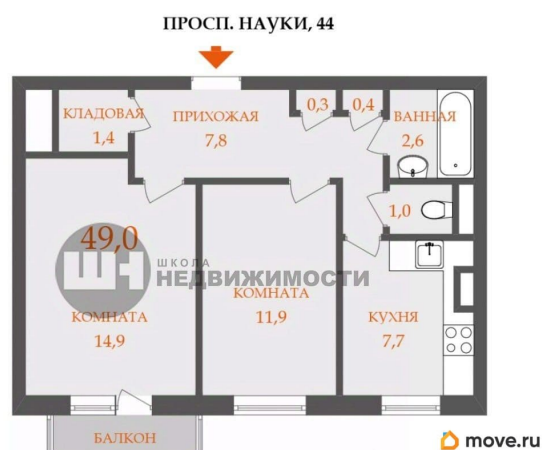 ПРОСП. НАУКИ, 44
КЛАДОВАЯ
1,4
ПРИХОЖАЯ
7,8
0,3
0,4
ВАННАЯ
2,6
1,0
49,0
ШКОЛА
НЕДВИЖИМОСТИ
КОМНАТА
14,9
КОМНАТА
11,9
КУХНЯ
7,7
БАЛКОН
move.ru